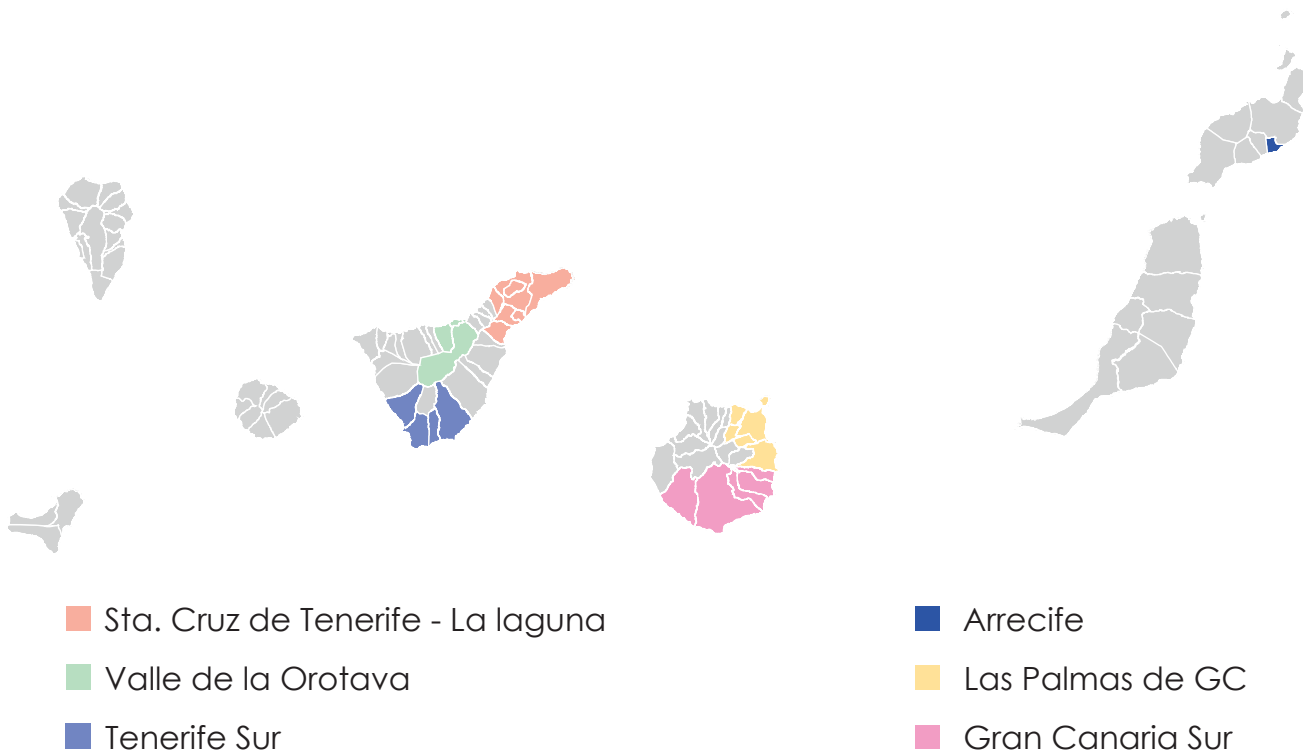 Sta. Cruz de Tenerife - La laguna
Valle de la Orotava
Tenerife Sur
Arrecife
Las Palmas de GC
Gran Canaria Sur